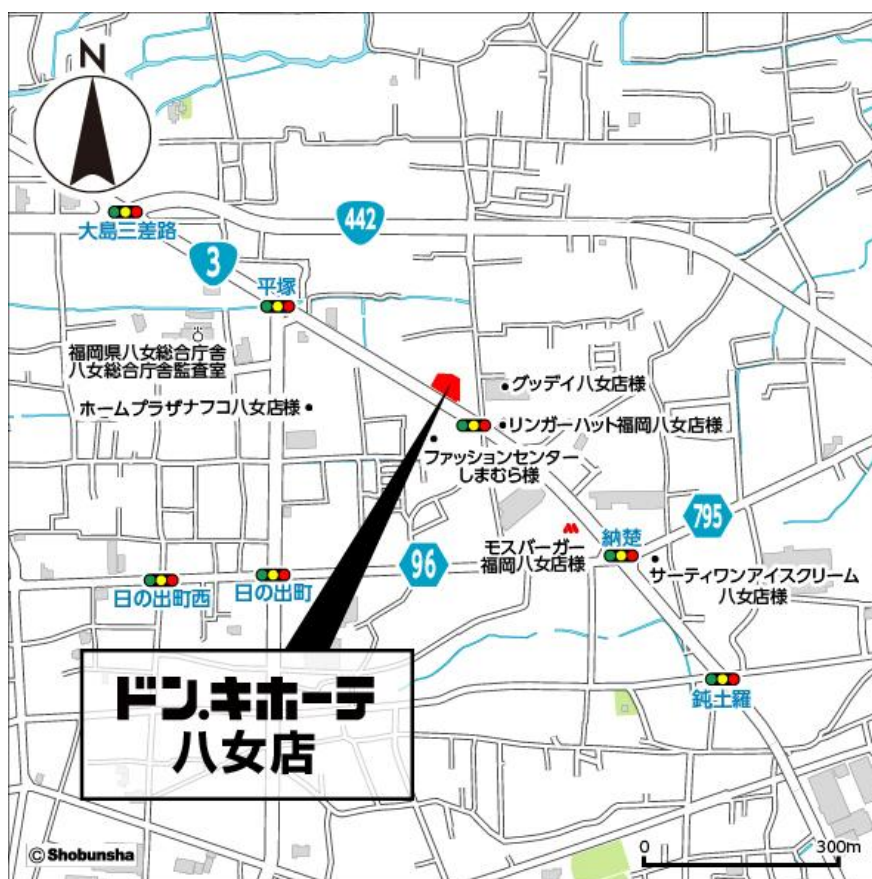 N
442
大島三差路
3
平塚
福岡県八女総合庁舎
八女総合庁舎監査室
グッデイ八女店様
ホームプラザナフコ八女店様
リンガーハット福岡八女店様
ファッションセンター
しまむら様
795
モスバーガー
福岡八女店様
納楚
96
サーティワンアイスクリーム
八女店様
日の出町西
日の出町
鈍土羅
ドン.キホーテ
八女店
© Shobunsha
0
300m